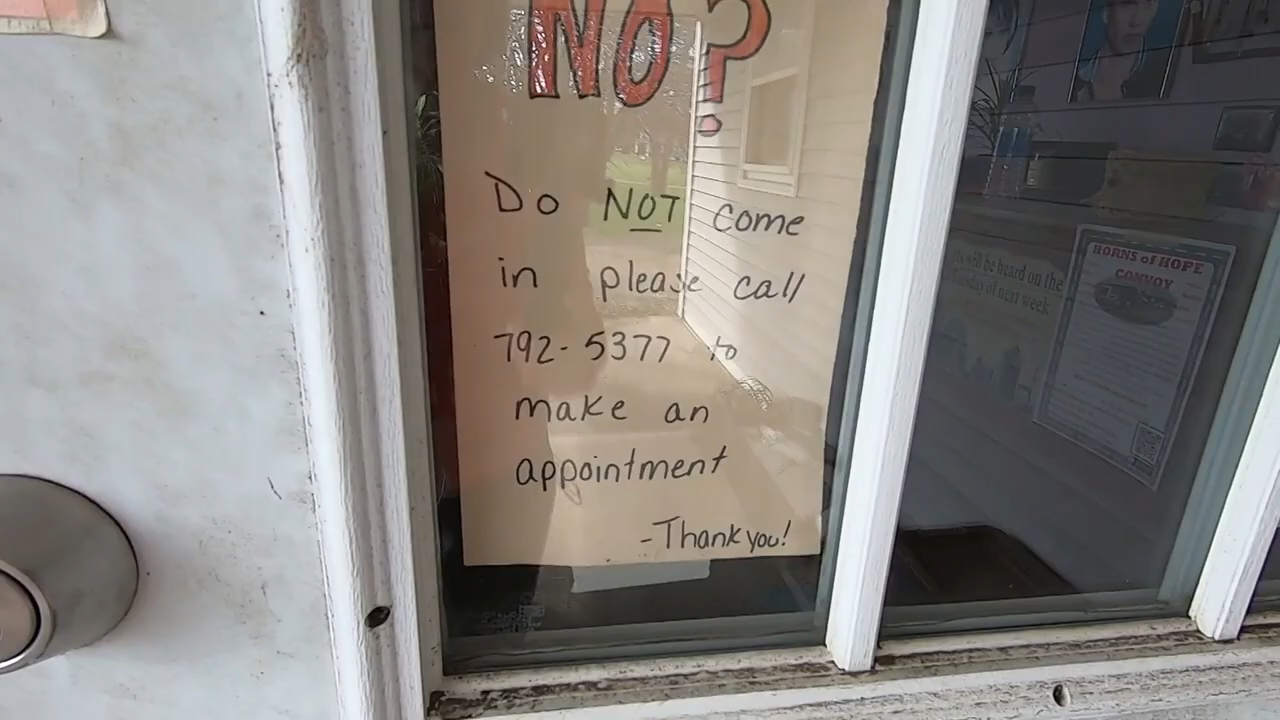 NO?
Do NOT come
in please call
792-5377 to
make an
appointment
-Thank you!
will be heard on the
of next week
HORNS of HOPE
CONVOY